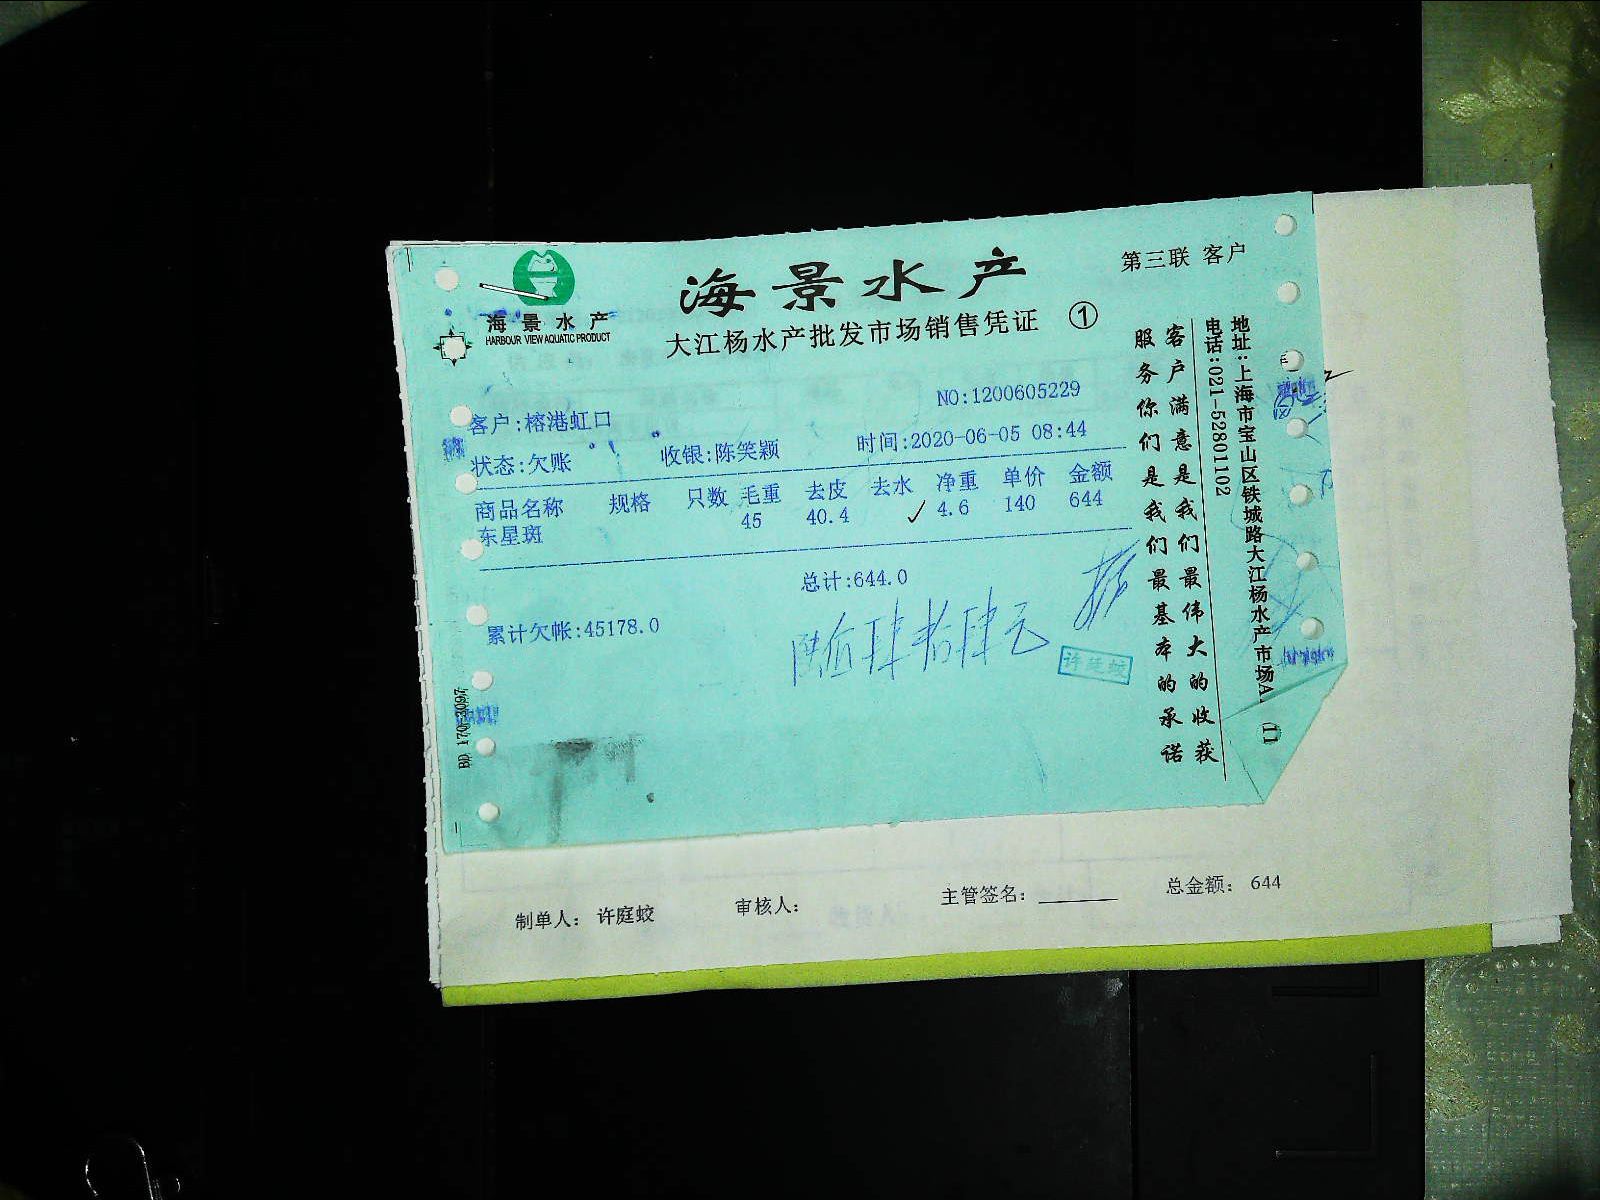 海景水产
HARBOUR VIEW AQUATIC PRODUCT
海景水产
大江杨水产批发市场销售凭证 ①
第三联 客户
NO:1200605229
客户:榕港虹口
状态:欠账 收银:陈笑颖 时间:2020-06-05 08:44
商品名称 规格 只数 毛重 去皮 去水 净重 单价 金额
东星斑 45 40.4 ✓ 4.6 140 644
总计:644.0
累计欠帐:45178.0
陆佰肆拾肆元
许廷蛟
客户满意是我们最伟大的收获
服务你们是我们最基本的承诺
地址:上海市宝山区铁城路大江杨水产市场A (1)
电话:021-52801102
BD 170-3097
制单人: 许庭蛟 审核人: 主管签名: 总金额: 644